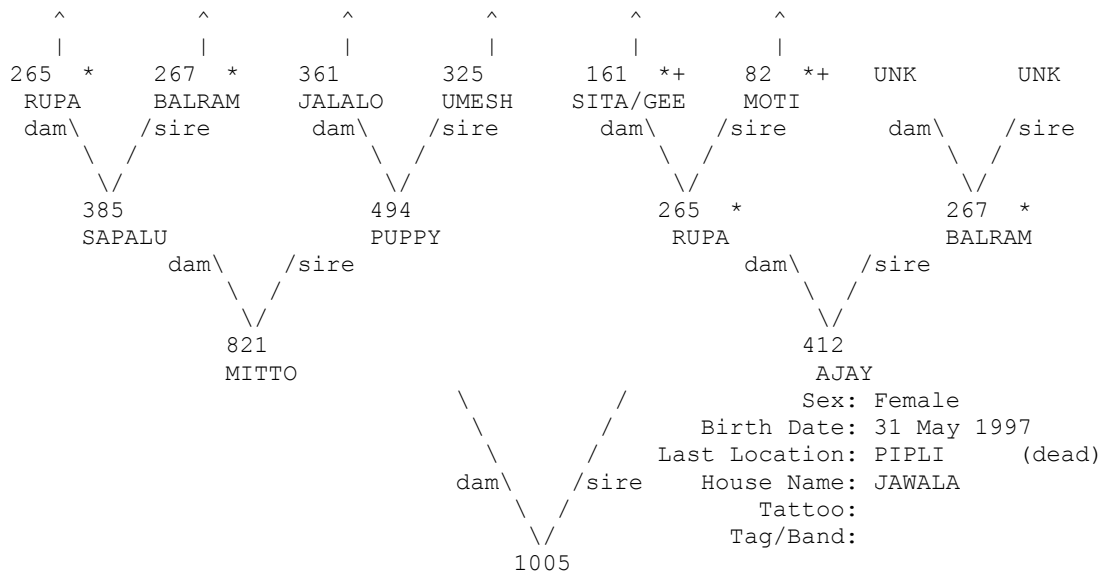 ^ ^ ^ ^ ^ ^
| | | | | |
265 * 267 * 361 325 161 *+ 82 *+ UNK UNK
RUPA BALRAM JALALO UMESH SITA/GEE MOTI
dam\ /sire dam\ /sire dam\ /sire dam\ /sire
\ / \ / \ / \ /
\/ \/ \/ \/
385 494 265 * 267 *
SAPALU PUPPY RUPA BALRAM
dam\ /sire dam\ /sire
\ / \ /
\/ \/
821 412
MITTO AJAY
\ / Sex: Female
\ / Birth Date: 31 May 1997
\ / Last Location: PIPLI (dead)
dam\ /sire House Name: JAWALA
\ / Tattoo:
\/ Tag/Band:
1005